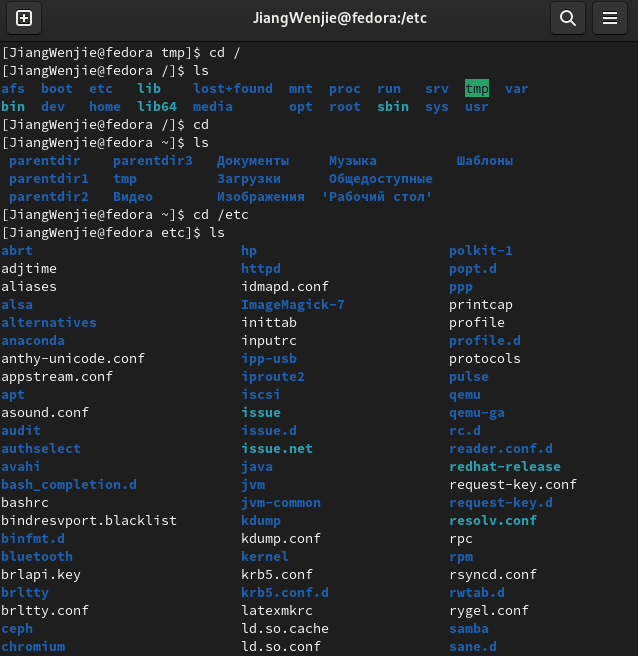 JiangWenjie@fedora:/etc
[JiangWenjie@fedora tmp]$ cd /
[JiangWenjie@fedora /]$ ls
afs boot etc lib lost+found mnt proc run srv tmp var
bin dev home lib64 media opt root sbin sys usr
[JiangWenjie@fedora /]$ cd
[JiangWenjie@fedora ~]$ ls
parentdir parentdir3 Документы Музыка Шаблоны
parentdir1 tmp Загрузки Общедоступные
parentdir2 Видео Изображения 'Рабочий стол'
[JiangWenjie@fedora ~]$ cd /etc
[JiangWenjie@fedora etc]$ ls
abrt hp polkit-1
adjtime httpd popt.d
aliases idmapd.conf ppp
alsa ImageMagick-7 printcap
alternatives inittab profile
anaconda inputrc profile.d
anthy-unicode.conf ipp-usb protocols
appstream.conf iproute2 pulse
apt iscsi qemu
asound.conf issue qemu-ga
audit issue.d rc.d
authselect issue.net reader.conf.d
avahi java redhat-release
bash_completion.d jvm request-key.conf
bashrc jvm-common request-key.d
bindresvport.blacklist kdump resolv.conf
binfmt.d kdump.conf rpc
bluetooth kernel rpm
brlapi.key krb5.conf rsyncd.conf
brltty krb5.conf.d rwtab.d
brltty.conf latexmkrc rygel.conf
ceph ld.so.cache samba
chromium ld.so.conf sane.d